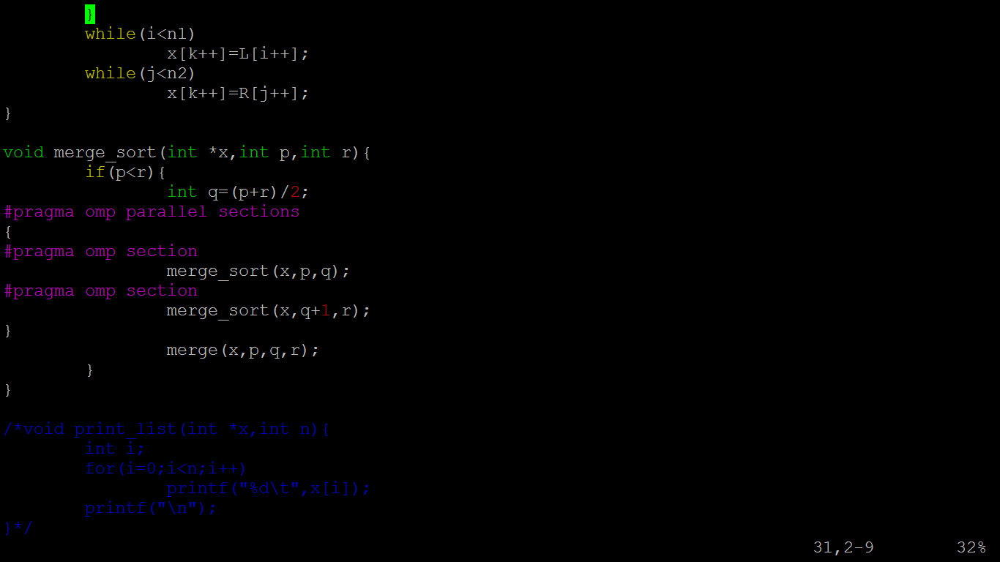 }
while(i<n1)
x[k++]=L[i++];
while(j<n2)
x[k++]=R[j++];
}
void merge_sort(int *x,int p,int r){
if(p<r){
int q=(p+r)/2;
#pragma omp parallel sections
{
#pragma omp section
merge_sort(x,p,q);
#pragma omp section
merge_sort(x,q+1,r);
}
merge(x,p,q,r);
}
}
/*void print_list(int *x,int n){
int i;
for(i=0;i<n;i++)
printf("%d\t",x[i]);
printf("\n");
}*/
31,2-9 32%